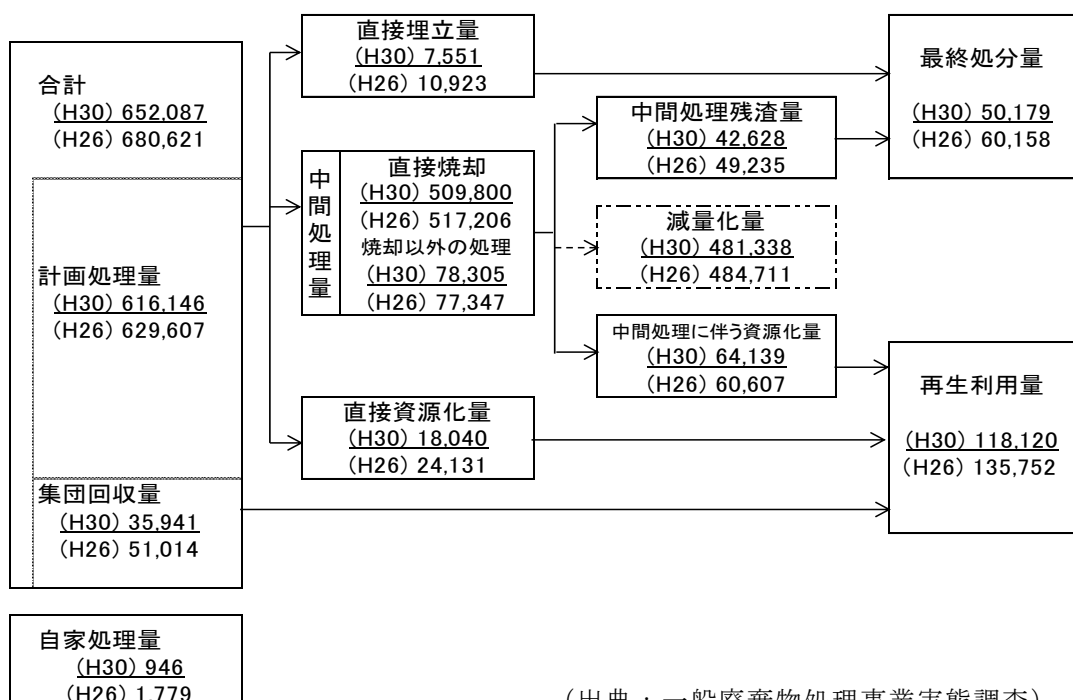 合計
(H30) 652,087
(H26) 680,621
計画処理量
(H30) 616,146
(H26) 629,607
集団回収量
(H30) 35,941
(H26) 51,014
自家処理量
(H30) 946
(H26) 1,779
直接埋立量
(H30) 7,551
(H26) 10,923
中間処理量
直接焼却
(H30) 509,800
(H26) 517,206
焼却以外の処理
(H30) 78,305
(H26) 77,347
直接資源化量
(H30) 18,040
(H26) 24,131
中間処理残渣量
(H30) 42,628
(H26) 49,235
減量化量
(H30) 481,338
(H26) 484,711
中間処理に伴う資源化量
(H30) 64,139
(H26) 60,607
最終処分量
(H30) 50,179
(H26) 60,158
再生利用量
(H30) 118,120
(H26) 135,752
(出典：一般廃棄物処理事業実態調査)